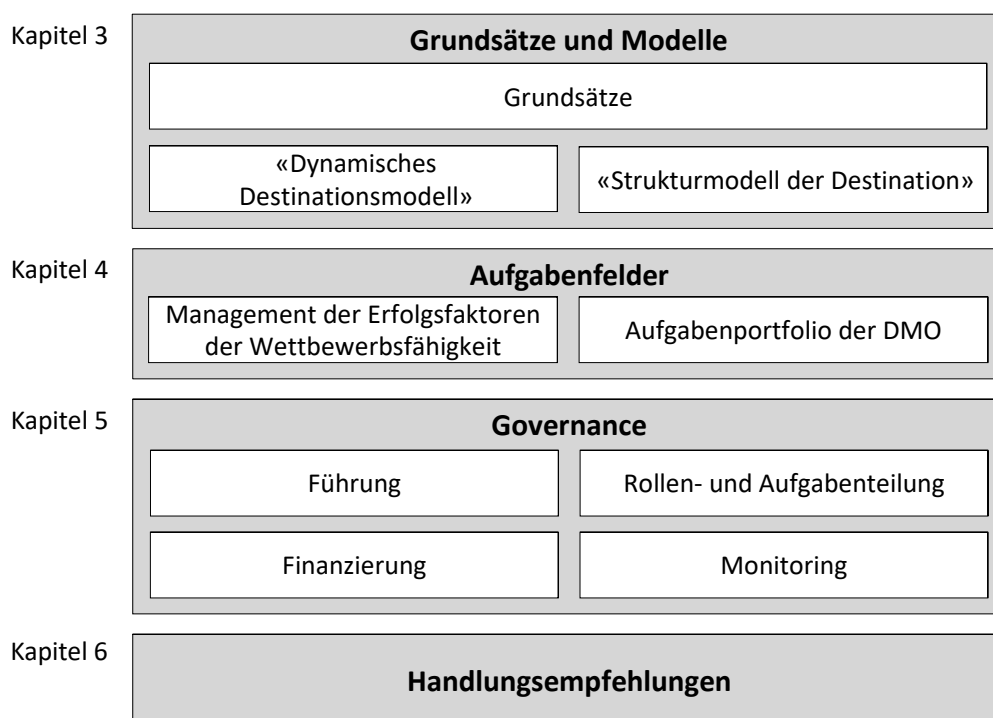 Kapitel 3
Grundsätze und Modelle
Grundsätze
«Dynamisches
Destinationsmodell»
«Strukturmodell der Destination»
Kapitel 4
Aufgabenfelder
Management der Erfolgsfaktoren
der Wettbewerbsfähigkeit
Aufgabenportfolio der DMO
Kapitel 5
Governance
Führung
Rollen- und Aufgabenteilung
Finanzierung
Monitoring
Kapitel 6
Handlungsempfehlungen